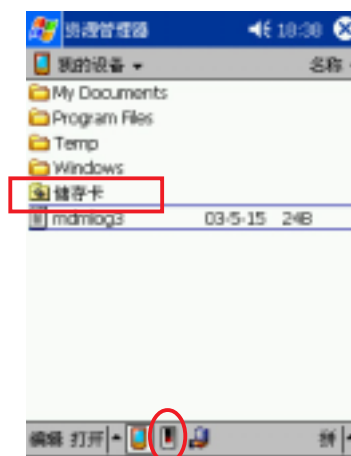 资源管理器 18:38
我的设备 名称
My Documents
Program Files
Temp
Windows
储存卡
mdmlog3 03-5-15 24B
编辑 打开 拼